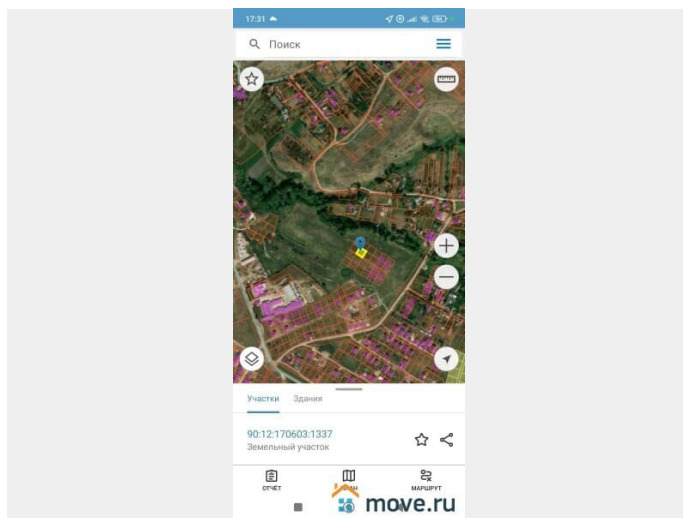 17:31
Поиск
Участки Здания
90:12:170603:1337
Земельный участок
ОТЧЁТ
МАРШРУТ
move.ru